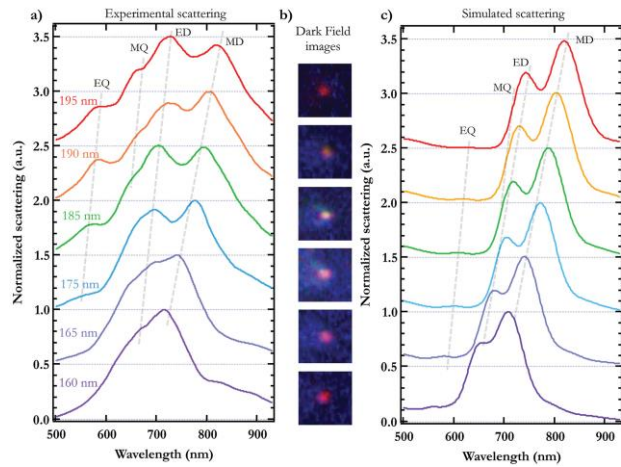 a) Experimental scattering
3.5
3.0
2.5
2.0
1.5
1.0
0.5
0.0
Normalized scattering (a.u.)
EQ
MQ
ED
MD
195 nm
190 nm
185 nm
175 nm
165 nm
160 nm
500 600 700 800 900
Wavelength (nm)
b)
Dark Field
images
c) Simulated scattering
3.5
3.0
2.5
2.0
1.5
1.0
0.5
0.0
Normalized scattering (a.u.)
EQ
MQ
ED
MD
500 600 700 800 900
Wavelength (nm)